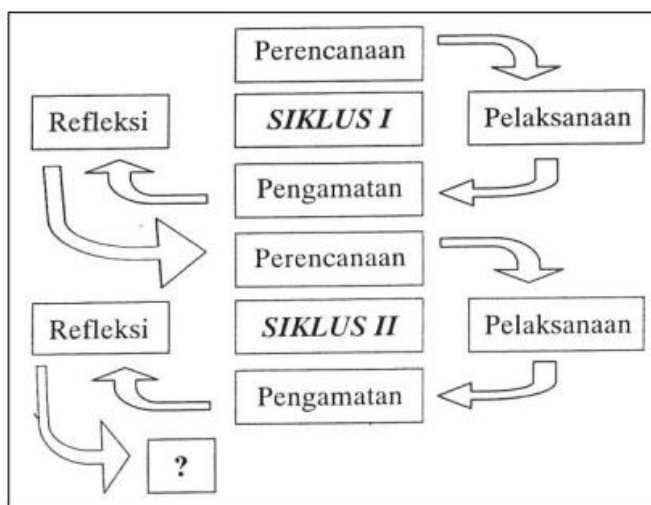 Perencanaan
Refleksi
SIKLUS I
Pelaksanaan
Pengamatan
Perencanaan
Refleksi
SIKLUS II
Pelaksanaan
Pengamatan
?